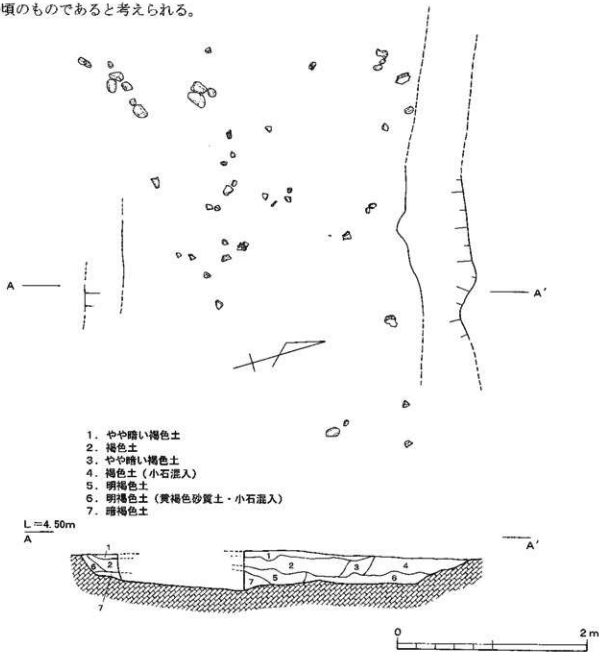 頃のものであると考えられる。
A
A'
1. やや暗い褐色土
2. 褐色土
3. やや暗い褐色土
4. 褐色土（小石混入）
5. 明褐色土
6. 明褐色土（黄褐色砂質土・小石混入）
7. 暗褐色土
L=4.50m
A
A'
1
1
6 2
2
3
4
7
5
6
7
0
2 m